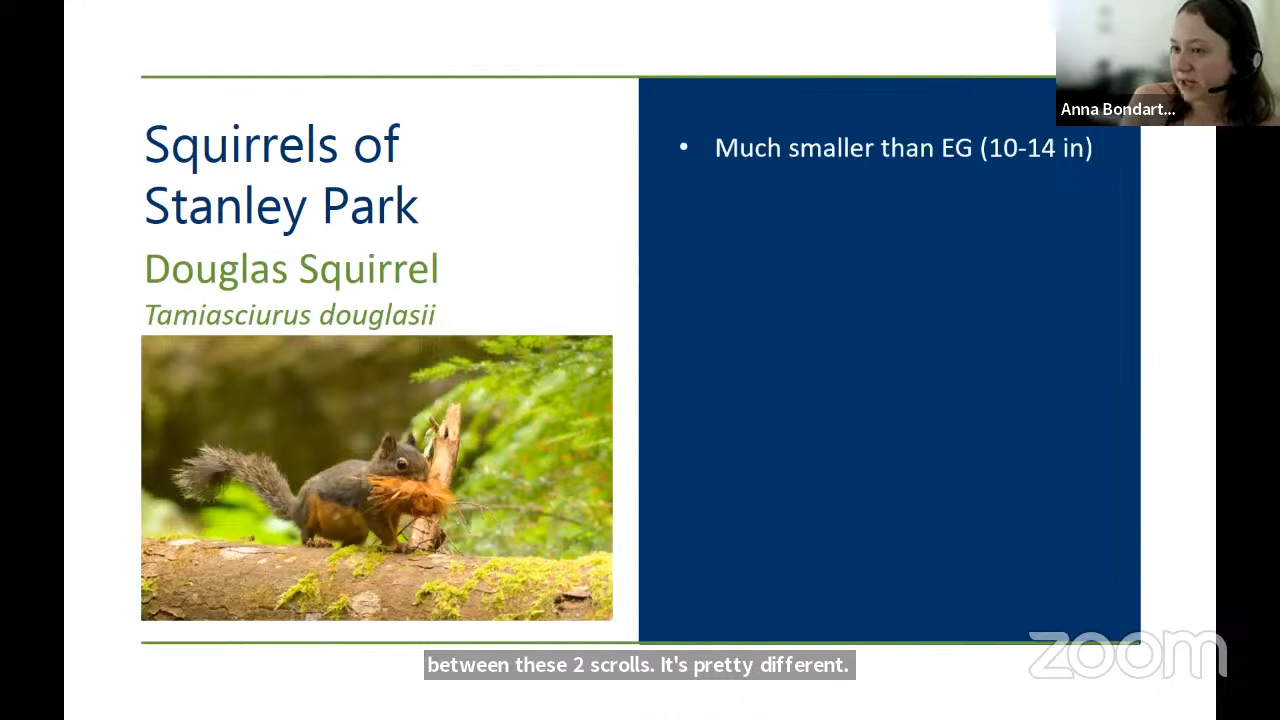 Squirrels of
Stanley Park
Douglas Squirrel
Tamiasciurus douglasii
• Much smaller than EG (10-14 in)
Anna Bondart...
between these 2 scrolls. It's pretty different.
zoom